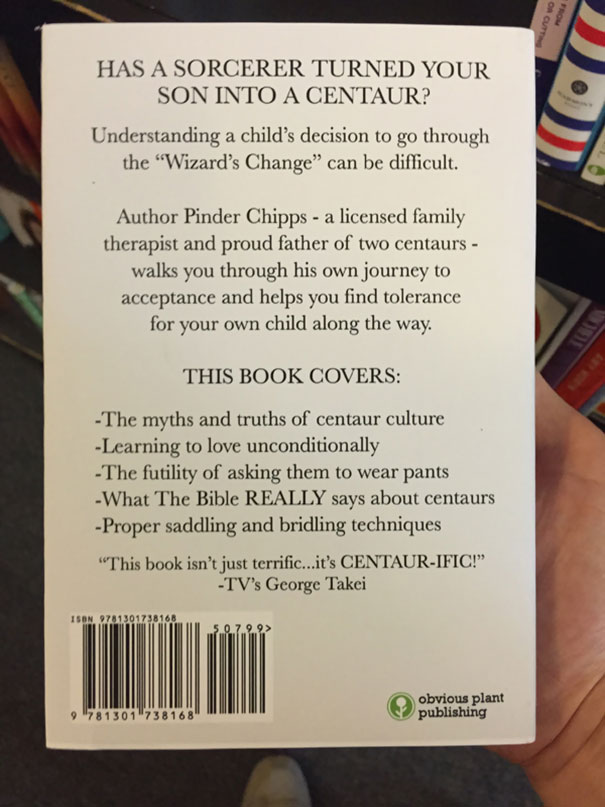 HAS A SORCERER TURNED YOUR
SON INTO A CENTAUR?
Understanding a child's decision to go through
the “Wizard's Change” can be difficult.
Author Pinder Chipps - a licensed family
therapist and proud father of two centaurs -
walks you through his own journey to
acceptance and helps you find tolerance
for your own child along the way.
THIS BOOK COVERS:
-The myths and truths of centaur culture
-Learning to love unconditionally
-The futility of asking them to wear pants
-What The Bible REALLY says about centaurs
-Proper saddling and bridling techniques
“This book isn't just terrific...it's CENTAUR-IFIC!”
-TV's George Takei
ISBN 9781301738168
50799>
9 781301 738168
obvious plant
publishing
FROM
OR CUTTING